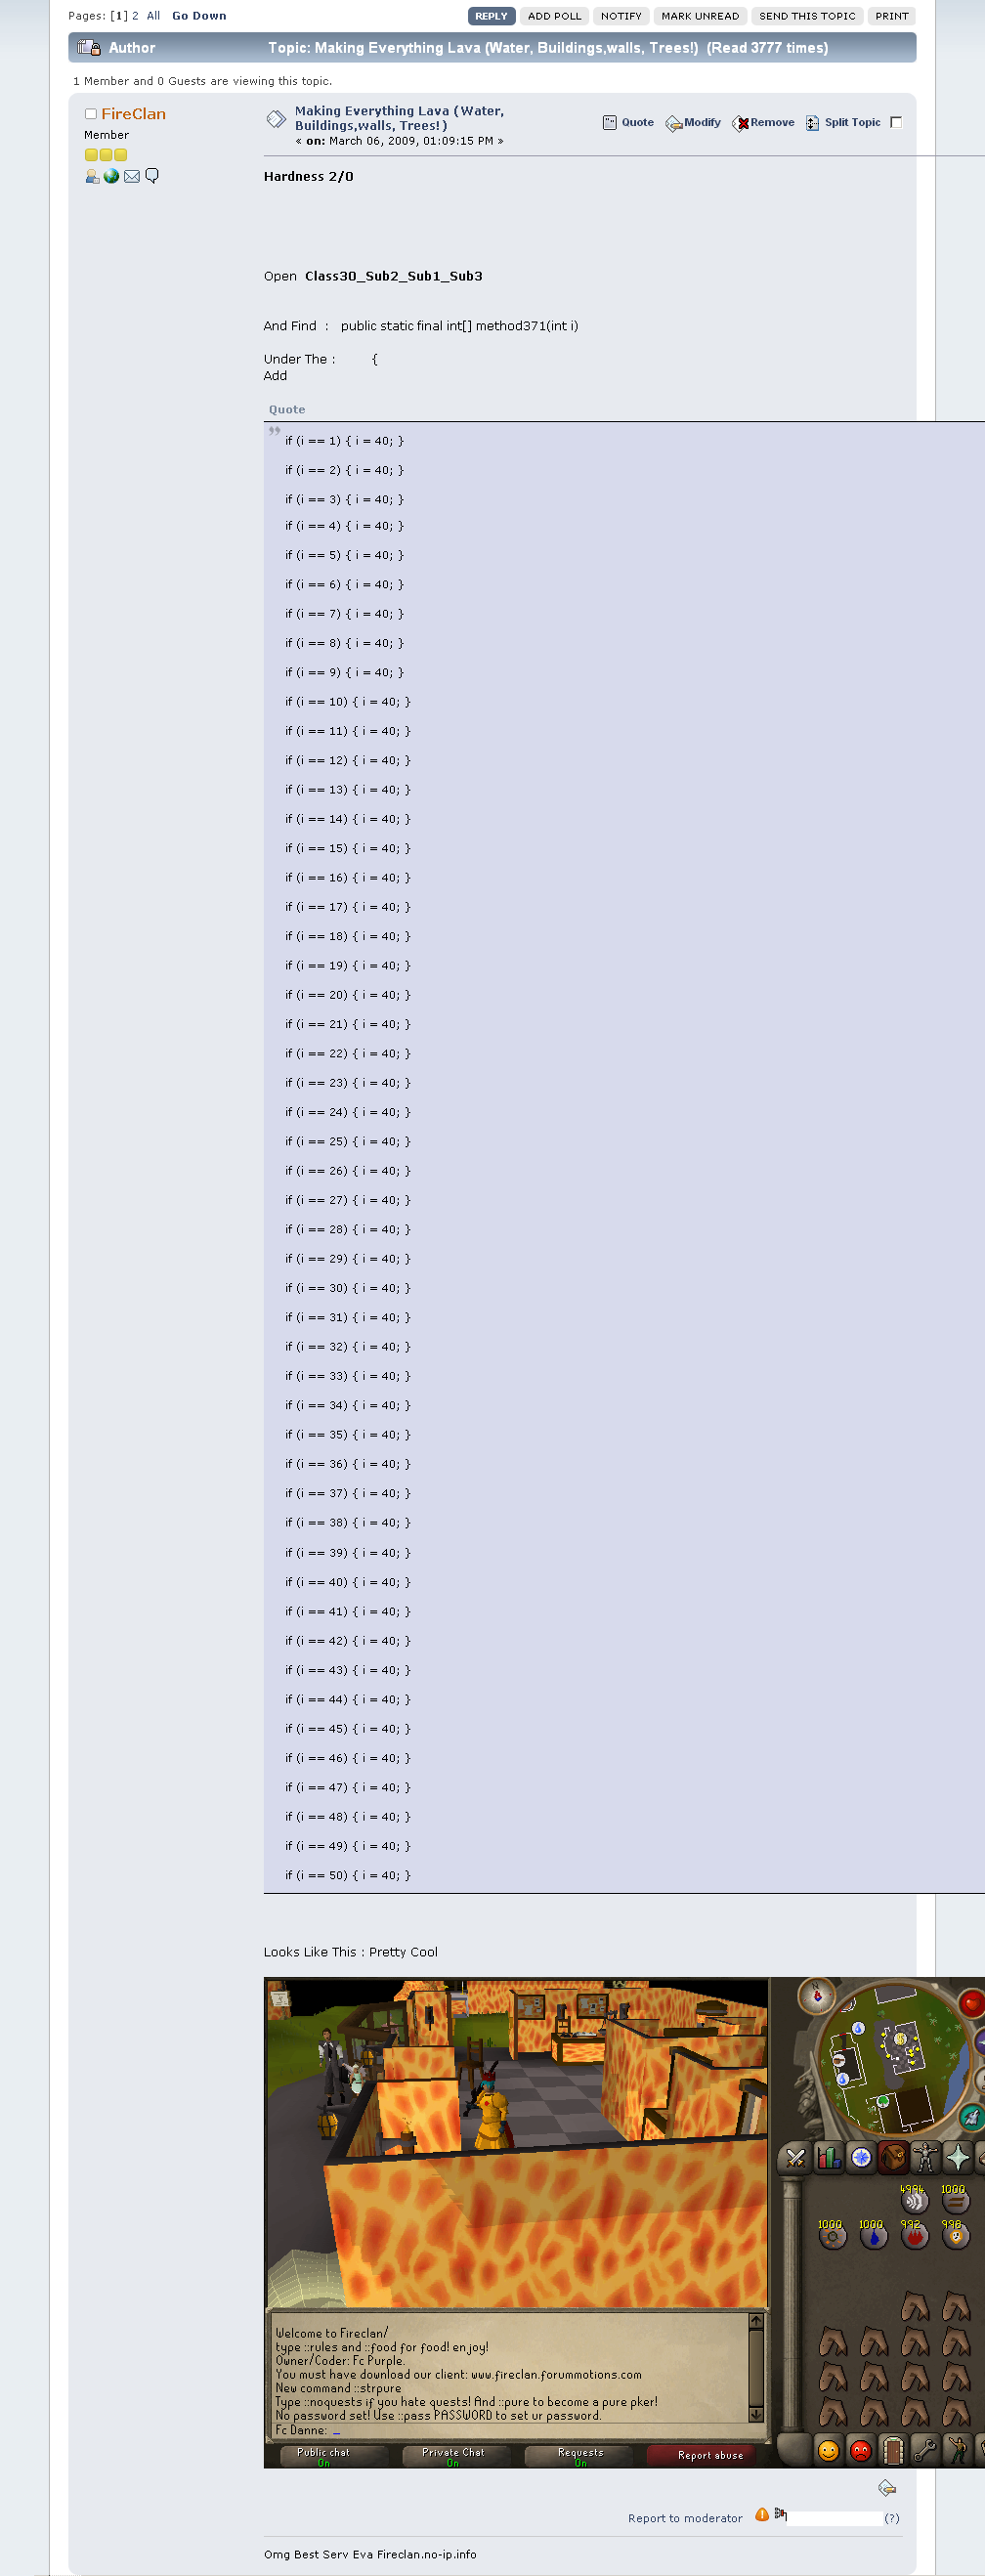 Pages: [1] 2 All Go Down
REPLY ADD POLL NOTIFY MARK UNREAD SEND THIS TOPIC PRINT
Author Topic: Making Everything Lava (Water, Buildings,walls, Trees!) (Read 3777 times)
1 Member and 0 Guests are viewing this topic.
FireClan
Member
Making Everything Lava (Water,
Buildings,walls, Trees!)
« on: March 06, 2009, 01:09:15 PM »
Quote Modify Remove Split Topic
Hardness 2/0
Open Class30_Sub2_Sub1_Sub3
And Find : public static final int[] method371(int i)
Under The : {
Add
Quote
if (i == 1) { i = 40; }
if (i == 2) { i = 40; }
if (i == 3) { i = 40; }
if (i == 4) { i = 40; }
if (i == 5) { i = 40; }
if (i == 6) { i = 40; }
if (i == 7) { i = 40; }
if (i == 8) { i = 40; }
if (i == 9) { i = 40; }
if (i == 10) { i = 40; }
if (i == 11) { i = 40; }
if (i == 12) { i = 40; }
if (i == 13) { i = 40; }
if (i == 14) { i = 40; }
if (i == 15) { i = 40; }
if (i == 16) { i = 40; }
if (i == 17) { i = 40; }
if (i == 18) { i = 40; }
if (i == 19) { i = 40; }
if (i == 20) { i = 40; }
if (i == 21) { i = 40; }
if (i == 22) { i = 40; }
if (i == 23) { i = 40; }
if (i == 24) { i = 40; }
if (i == 25) { i = 40; }
if (i == 26) { i = 40; }
if (i == 27) { i = 40; }
if (i == 28) { i = 40; }
if (i == 29) { i = 40; }
if (i == 30) { i = 40; }
if (i == 31) { i = 40; }
if (i == 32) { i = 40; }
if (i == 33) { i = 40; }
if (i == 34) { i = 40; }
if (i == 35) { i = 40; }
if (i == 36) { i = 40; }
if (i == 37) { i = 40; }
if (i == 38) { i = 40; }
if (i == 39) { i = 40; }
if (i == 40) { i = 40; }
if (i == 41) { i = 40; }
if (i == 42) { i = 40; }
if (i == 43) { i = 40; }
if (i == 44) { i = 40; }
if (i == 45) { i = 40; }
if (i == 46) { i = 40; }
if (i == 47) { i = 40; }
if (i == 48) { i = 40; }
if (i == 49) { i = 40; }
if (i == 50) { i = 40; }
Looks Like This : Pretty Cool
N
4994 1000
1000 1000 992 998
Welcome to Fireclan/
type ::rules and ::food for food! enjoy!
Owner/Coder: Fc Purple.
You must have download our client: www.fireclan.forummotions.com
New command ::strpure
Type ::noquests if you hate quests! And ::pure to become a pure pker!
No password set! Use ::pass PASSWORD to set ur password.
Fc Danne: _
Public chat Private Chat Requests Report abuse
On On On
Report to moderator (?)
Omg Best Serv Eva Fireclan.no-ip.info